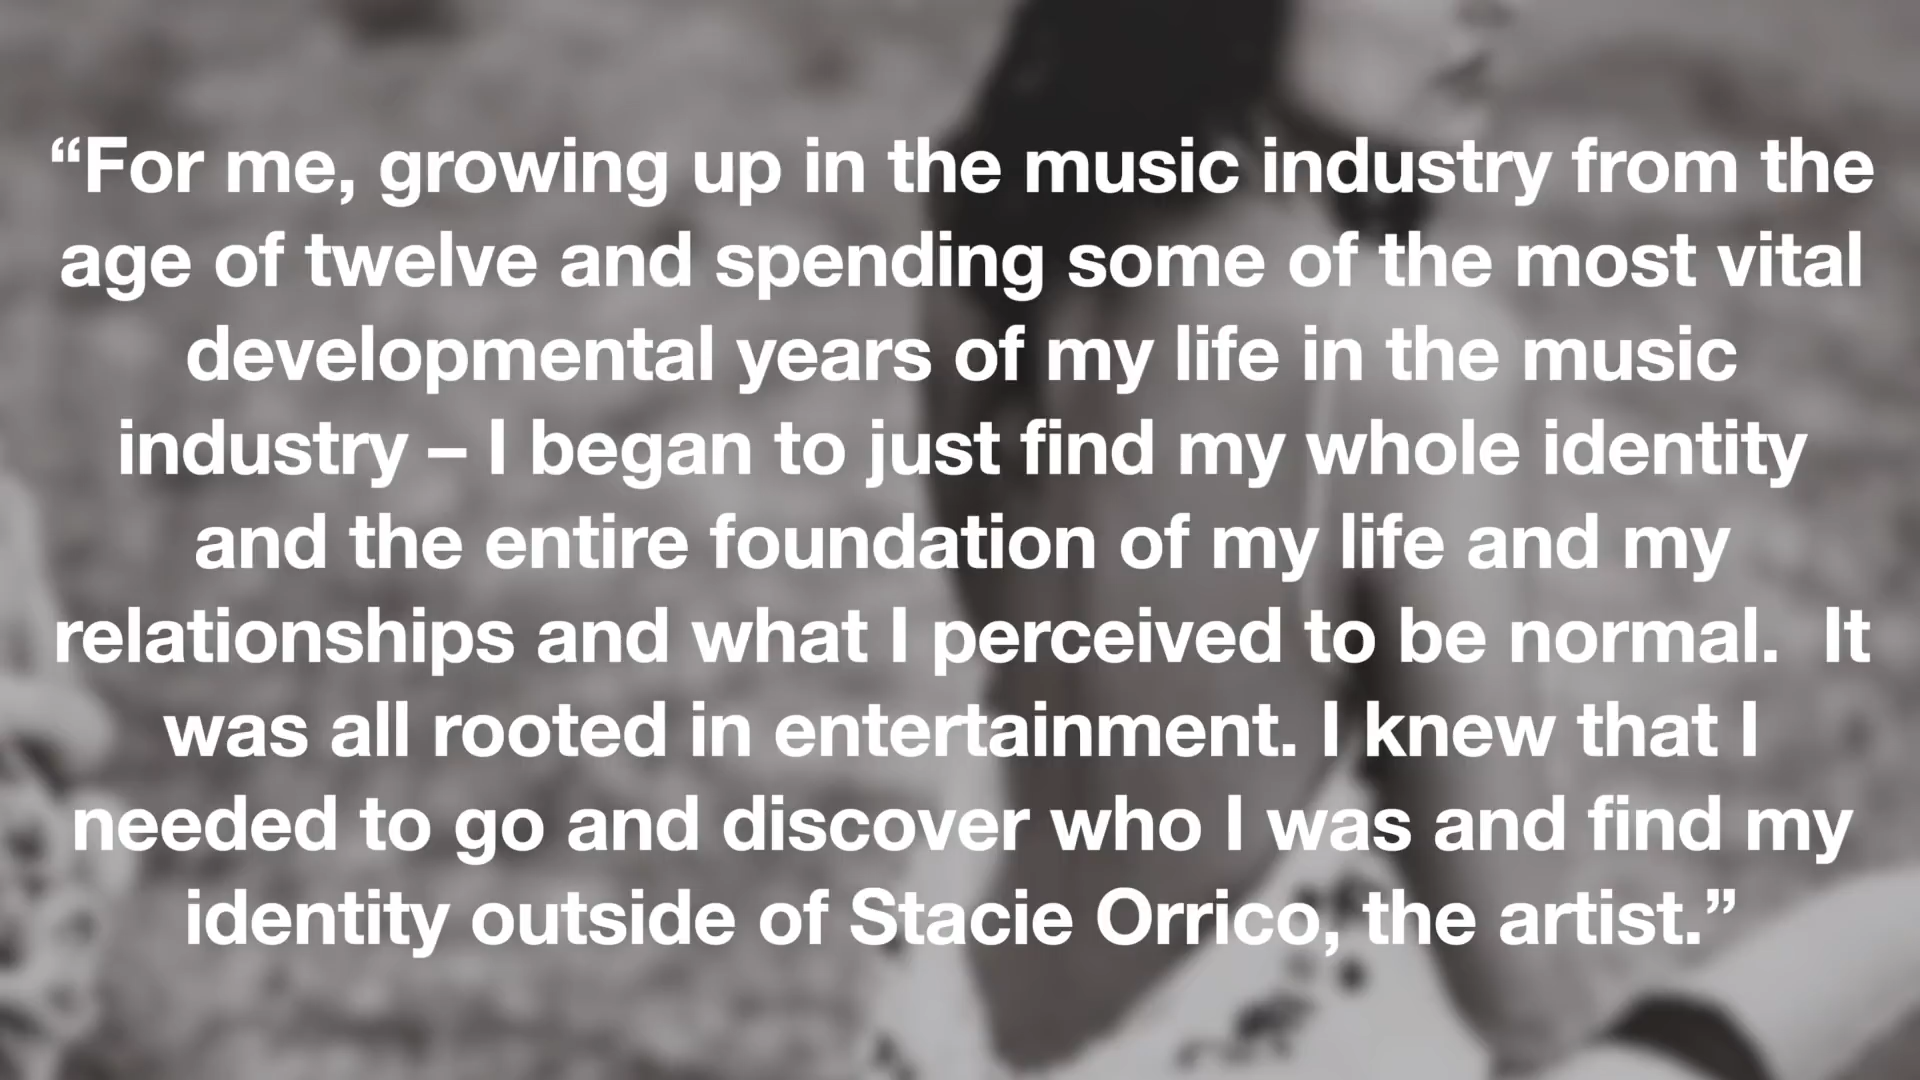 “For me, growing up in the music industry from the
age of twelve and spending some of the most vital
developmental years of my life in the music
industry – I began to just find my whole identity
and the entire foundation of my life and my
relationships and what I perceived to be normal.  It
was all rooted in entertainment. I knew that I
needed to go and discover who I was and find my
identity outside of Stacie Orrico, the artist.”